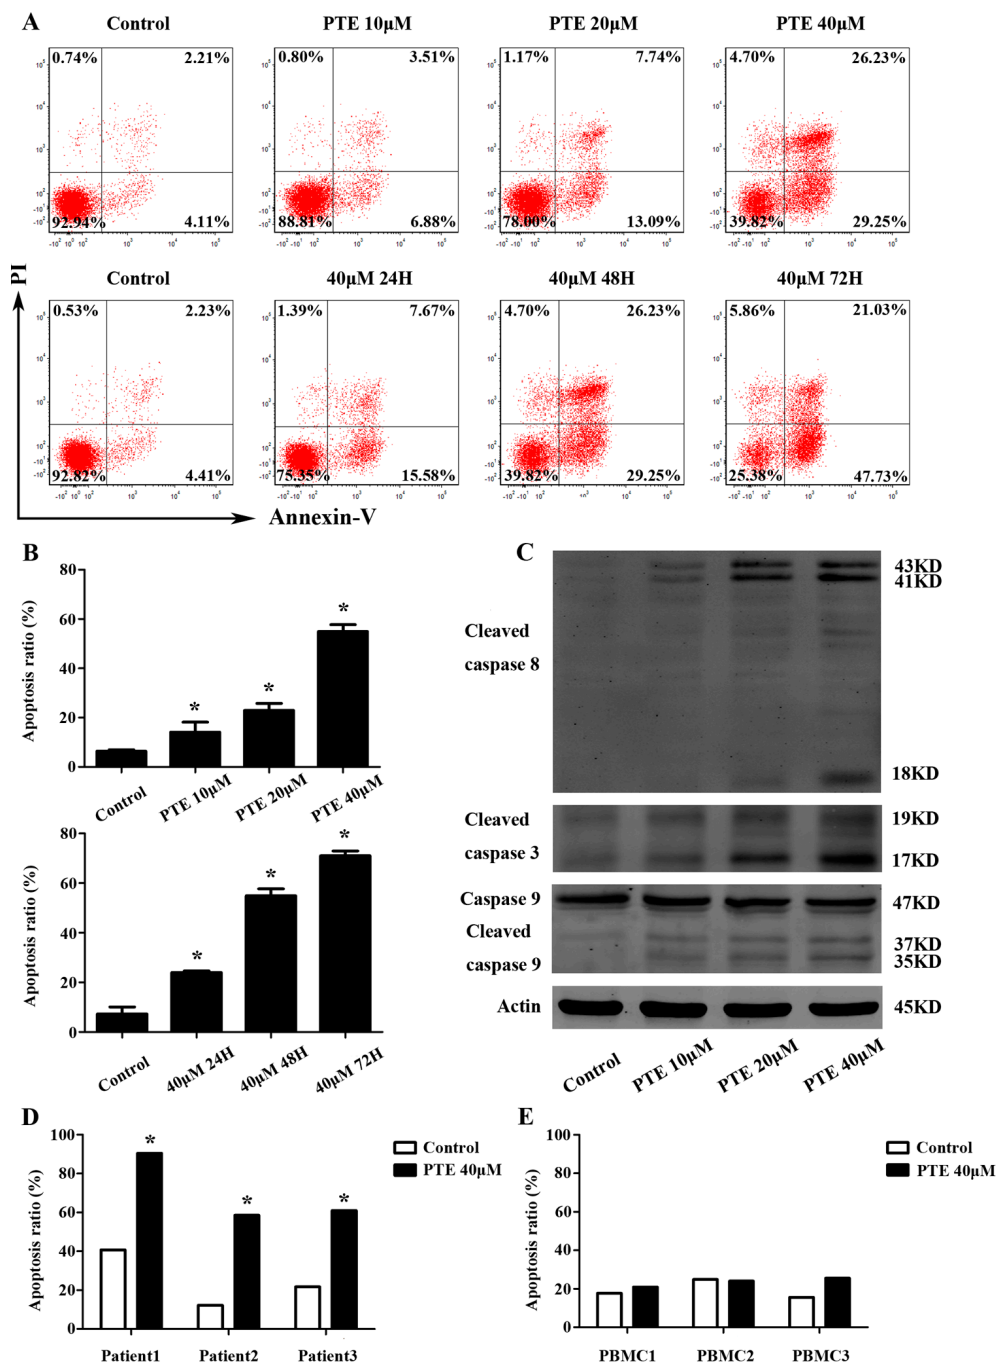 A
Control PTE 10μM PTE 20μM PTE 40μM
0.74% 2.21% 0.80% 3.51% 1.17% 7.74% 4.70% 26.23%
92.94% 4.11% 88.81% 6.88% 78.00% 13.09% 39.82% 29.25%
Control 40μM 24H 40μM 48H 40μM 72H
0.53% 2.23% 1.39% 7.67% 4.70% 26.23% 5.86% 21.03%
92.82% 4.41% 75.35% 15.58% 39.82% 29.25% 25.38% 47.73%
PI
Annexin-V
B
Apoptosis ratio (%)
80
60
40
20
0
* * *
Control PTE 10μM PTE 20μM PTE 40μM
Apoptosis ratio (%)
80
60
40
20
0
* * *
Control 40μM 24H 40μM 48H 40μM 72H
C
Cleaved
caspase 8
43KD
41KD
18KD
Cleaved
caspase 3
19KD
17KD
Caspase 9
Cleaved
caspase 9
47KD
37KD
35KD
Actin
45KD
Control PTE 10μM PTE 20μM PTE 40μM
D
Apoptosis ratio (%)
100
80
60
40
20
0
* * *
Control
PTE 40μM
Patient1 Patient2 Patient3
E
Apoptosis ratio (%)
100
80
60
40
20
0
Control
PTE 40μM
PBMC1 PBMC2 PBMC3